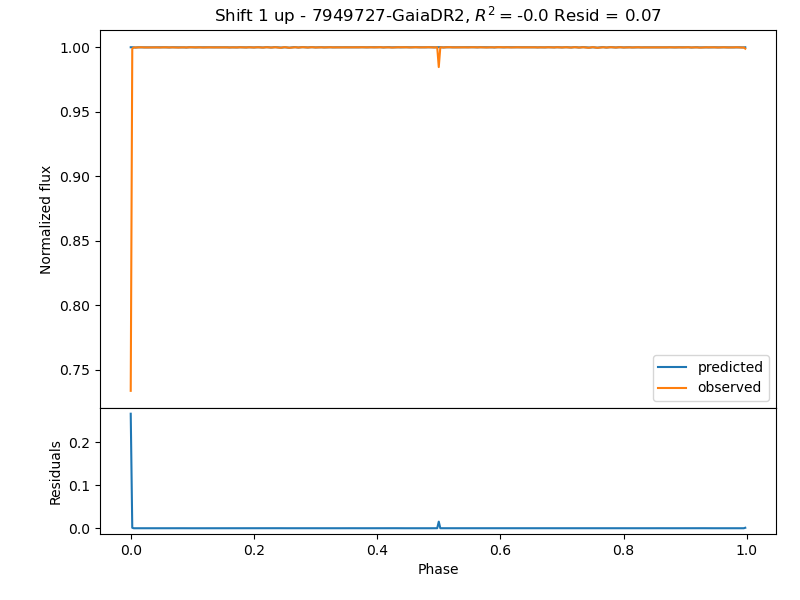 Shift 1 up - 7949727-GaiaDR2, $R^2 =$ -0.0 Resid = 0.07
1.00
0.95
0.90
0.85
0.80
0.75
Normalized flux
predicted
observed
0.2
0.1
0.0
Residuals
0.0 0.2 0.4 0.6 0.8 1.0
Phase